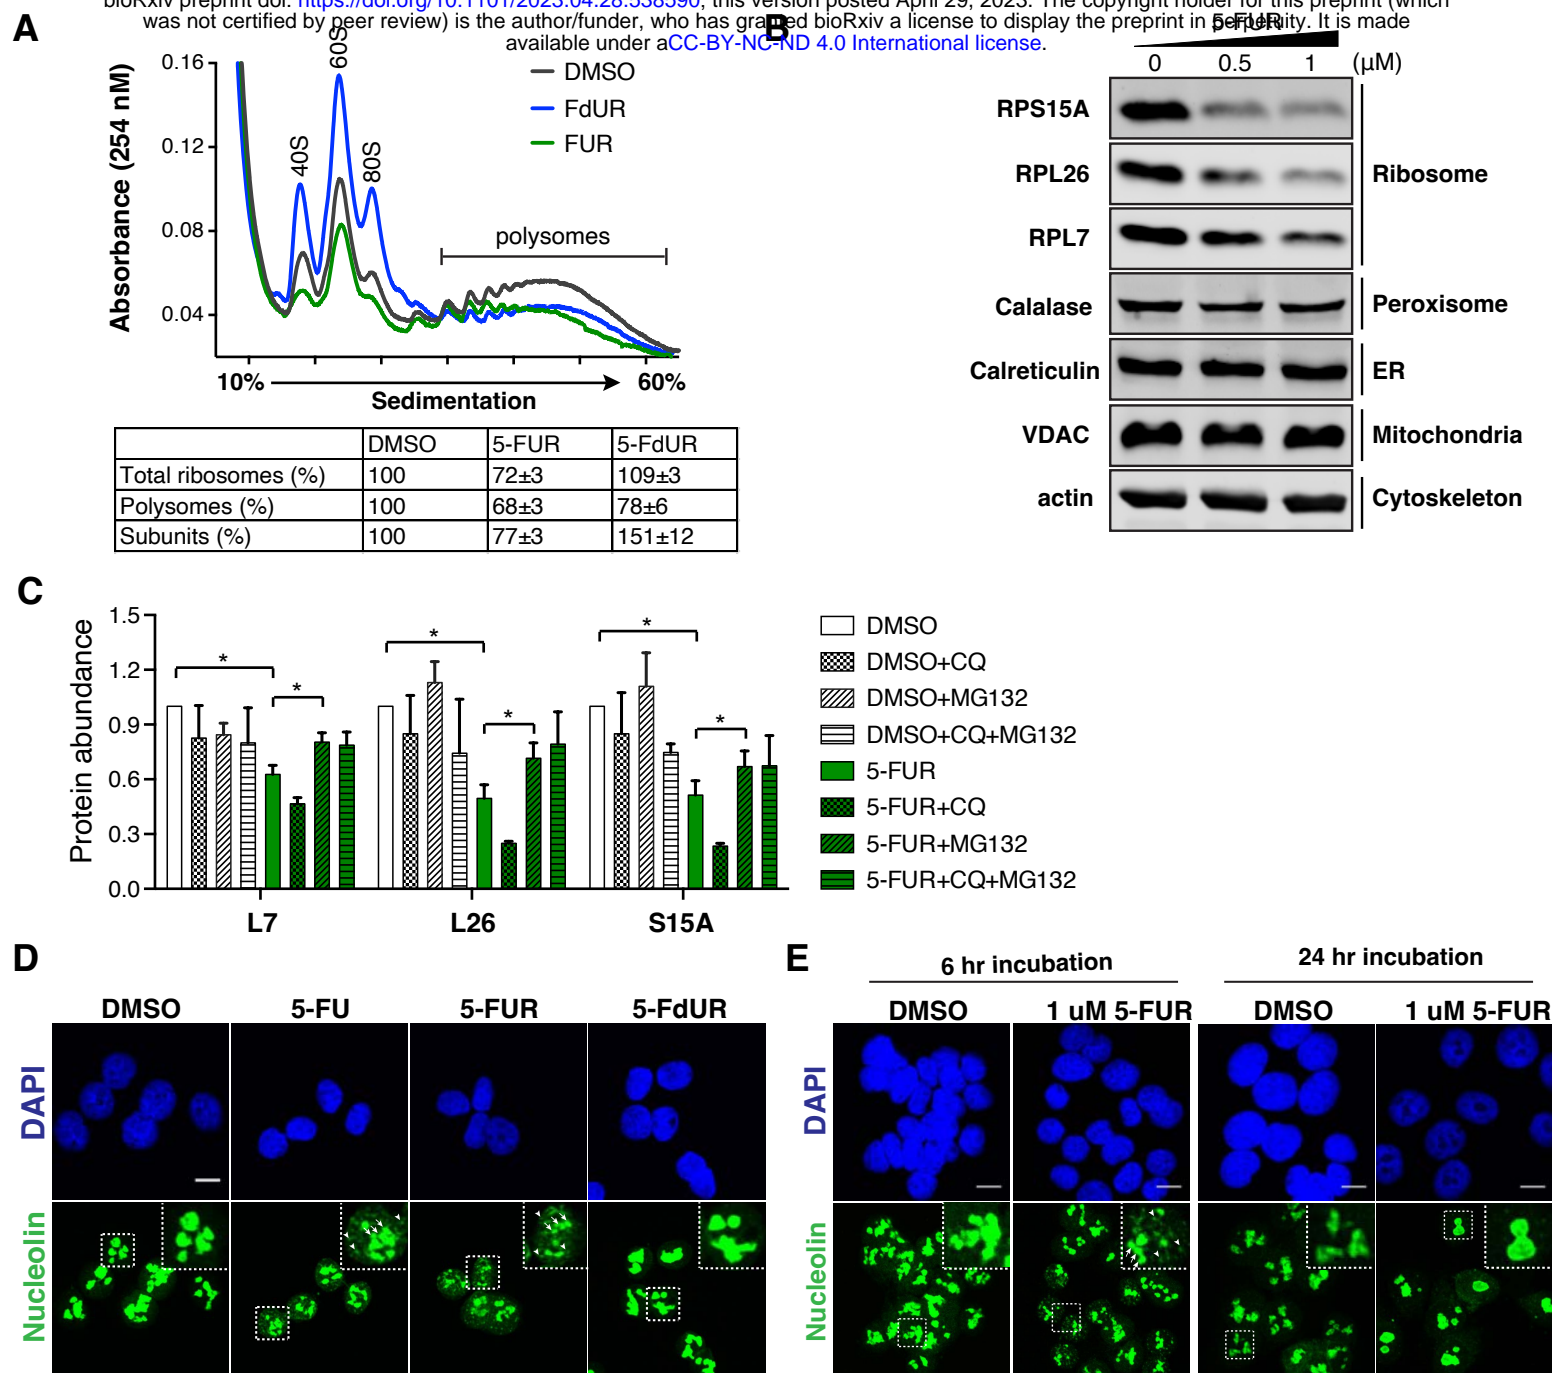 bioRxiv preprint doi: https://doi.org/10.1101/2023.04.28.538590; this version posted April 29, 2023. The copyright holder for this preprint (which
was not certified by peer review) is the author/funder, who has granted bioRxiv a license to display the preprint in perpetuity. It is made
available under aCC-BY-NC-ND 4.0 International license.
A
Absorbance (254 nM)
0.16
0.12
0.08
0.04
40S
60S
80S
DMSO
FdUR
FUR
polysomes
10%
60%
Sedimentation
DMSO 5-FUR 5-FdUR
Total ribosomes (%) 100 72±3 109±3
Polysomes (%) 100 68±3 78±6
Subunits (%) 100 77±3 151±12
B
5-FUR
0 0.5 1 (μM)
RPS15A
RPL26
RPL7
Ribosome
Calalase
Peroxisome
Calreticulin
ER
VDAC
Mitochondria
actin
Cytoskeleton
C
Protein abundance
1.5
1.2
0.9
0.6
0.3
0.0
* * * * * *
L7 L26 S15A
DMSO
DMSO+CQ
DMSO+MG132
DMSO+CQ+MG132
5-FUR
5-FUR+CQ
5-FUR+MG132
5-FUR+CQ+MG132
D
DMSO 5-FU 5-FUR 5-FdUR
DAPI
Nucleolin
E
6 hr incubation 24 hr incubation
DMSO 1 uM 5-FUR DMSO 1 uM 5-FUR
DAPI
Nucleolin